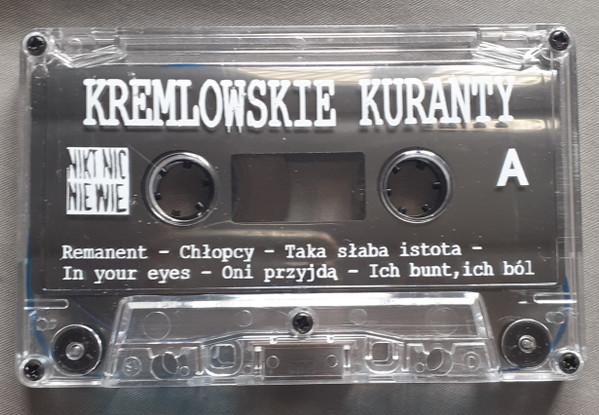 KREMLOWSKIE KURANTY
NIKT NIC
NIE WIE
A
Remanent - Chłopcy - Taka słaba istota -
In your eyes - Oni przyjdą - Ich bunt,ich ból